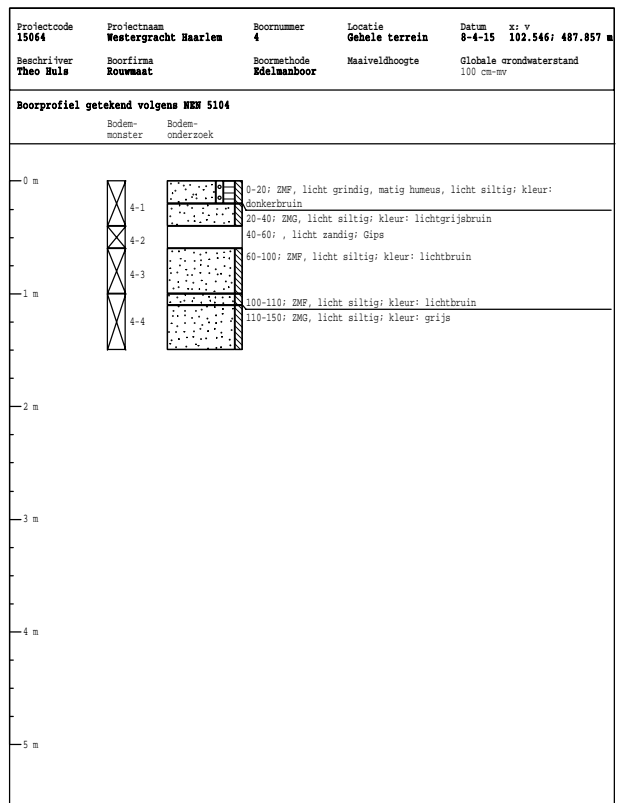 Projectcode Projectnaam Boornummer Locatie Datum x: y
15064 Westergracht Haarlem 4 Gehele terrein 8-4-15 102.546; 487.857 m
Beschrijver Boorfirma Boormethode Maaiveldhoogte Globale grondwaterstand
Theo Huls Rouwmaat Edelmanboor 100 cm-mv
Boorprofiel getekend volgens NEN 5104
Bodem- Bodem-
monster onderzoek
0 m
0-20; ZMF, licht grindig, matig humeus, licht siltig; kleur:
donkerbruin
4-1
20-40; ZMG, licht siltig; kleur: lichtgrijsbruin
40-60; , licht zandig; Gips
4-2
60-100; ZMF, licht siltig; kleur: lichtbruin
4-3
1 m
100-110; ZMF, licht siltig; kleur: lichtbruin
110-150; ZMG, licht siltig; kleur: grijs
4-4
2 m
3 m
4 m
5 m